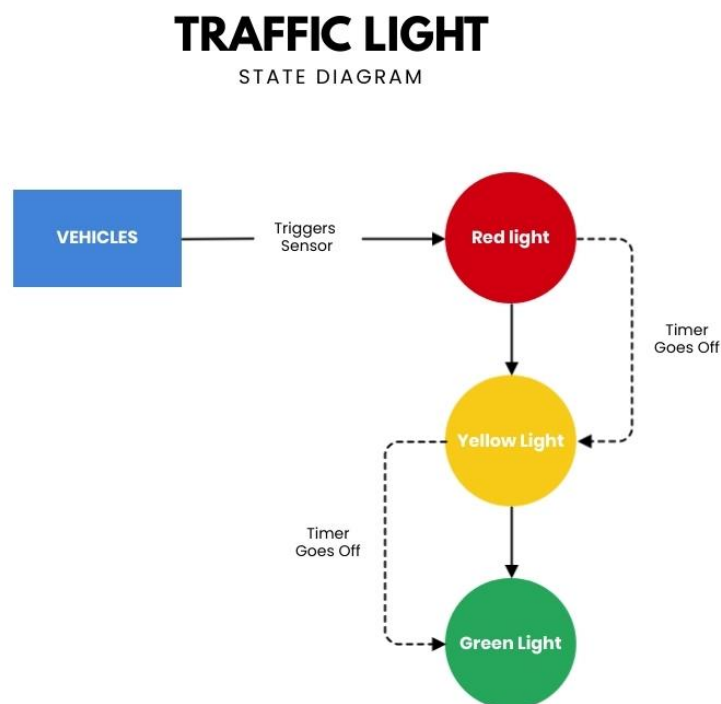 TRAFFIC LIGHT
STATE DIAGRAM
VEHICLES
Triggers
Sensor
Red light
Timer
Goes Off
Yellow Light
Timer
Goes Off
Green Light